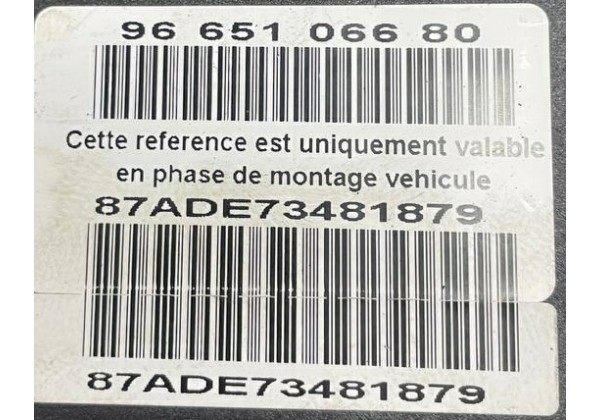 96 651 066 80
Cette reference est uniquement valable
en phase de montage vehicule
87ADE73481879
87ADE73481879